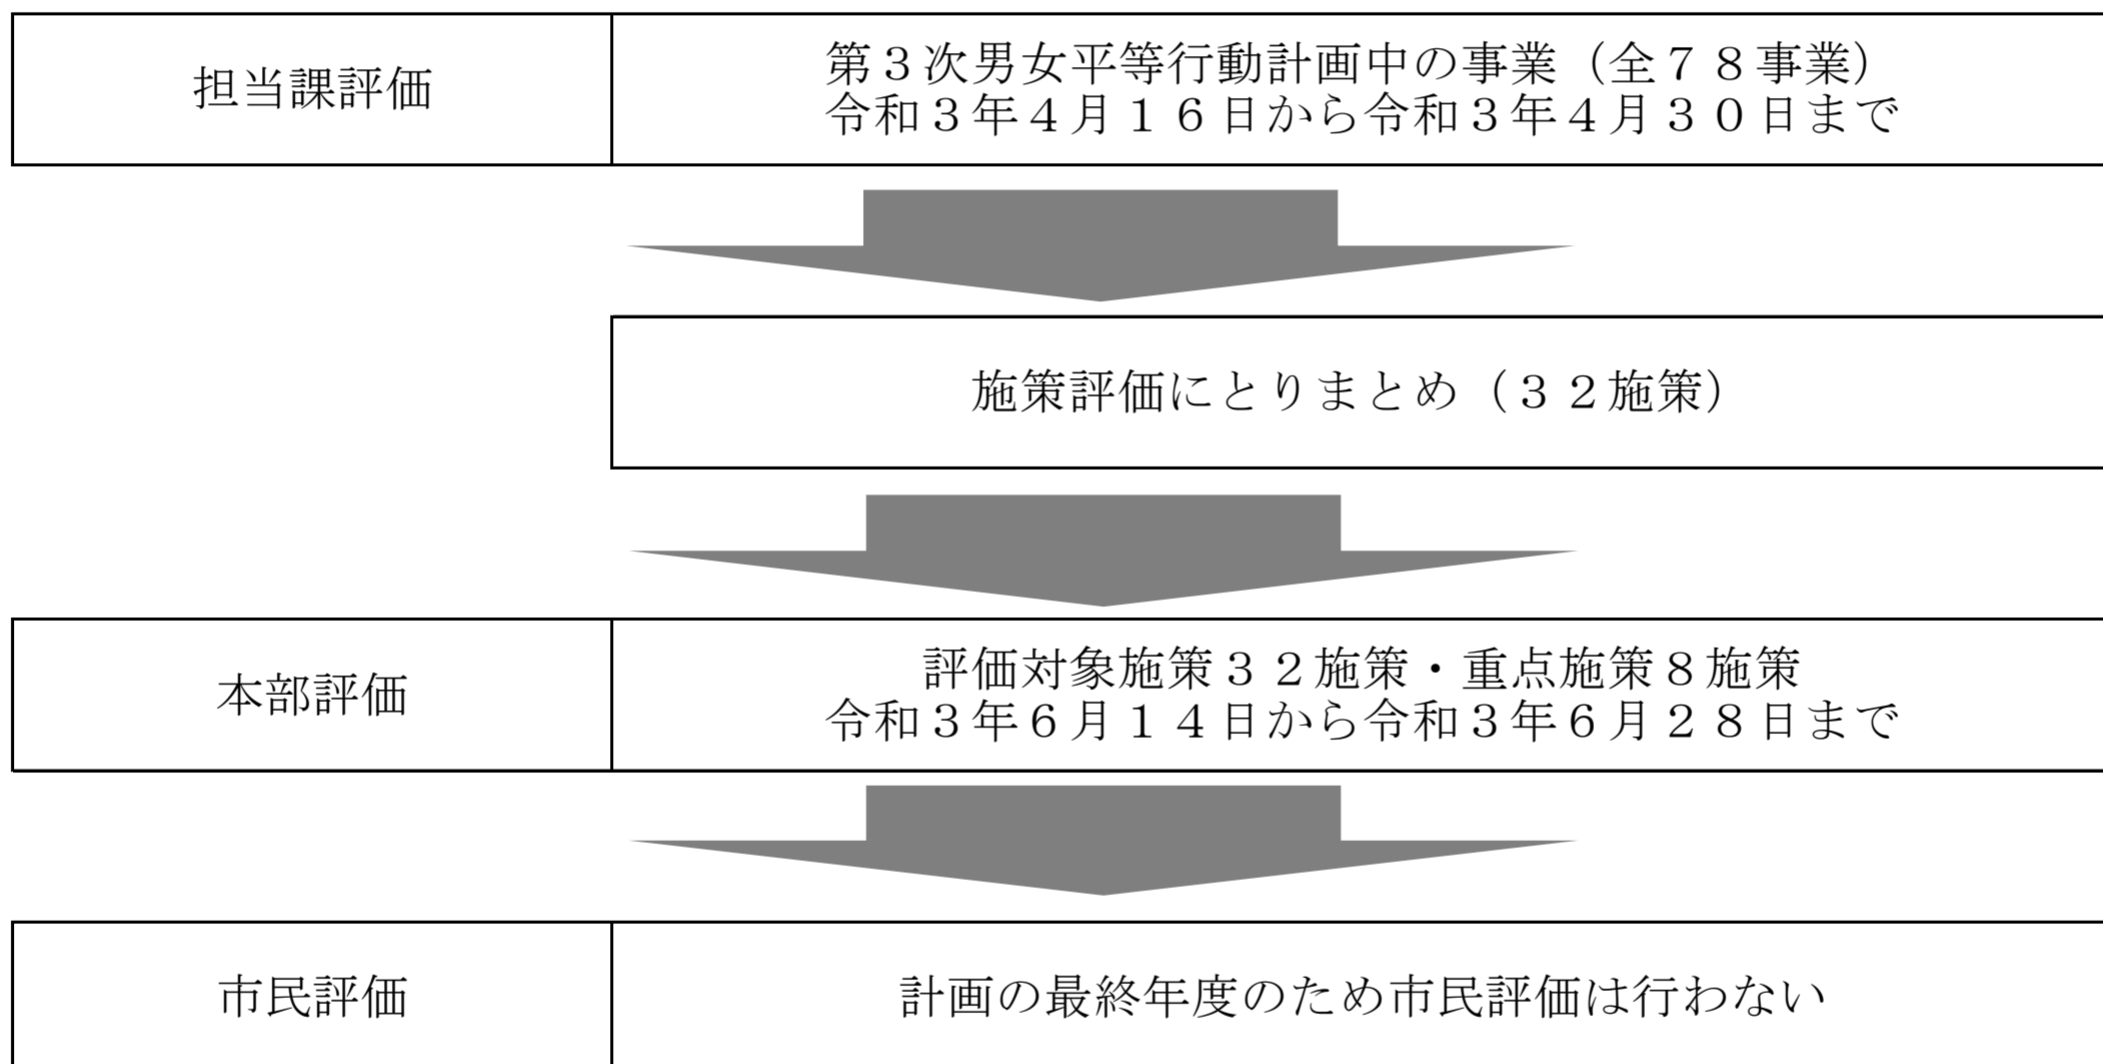 担当課評価
第３次男女平等行動計画中の事業（全７８事業）
令和３年４月１６日から令和３年４月３０日まで
施策評価にとりまとめ（３２施策）
本部評価
評価対象施策３２施策・重点施策８施策
令和３年６月１４日から令和３年６月２８日まで
市民評価
計画の最終年度のため市民評価は行わない